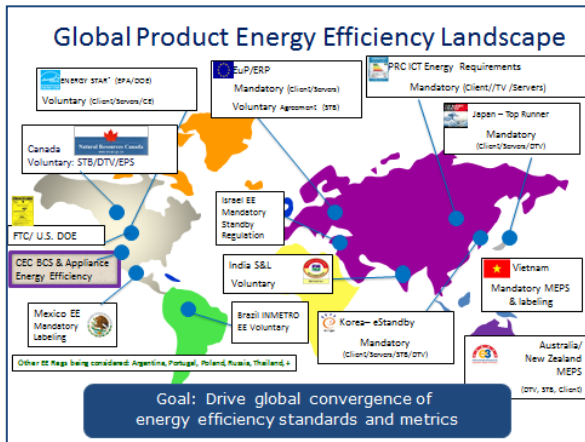 Global Product Energy Efficiency Landscape
ENERGY STAR* (EPA/DOE)
Voluntary (Client/Servers/CE)
EuP/ERP
Mandatory (Client/Servers)
Voluntary Agreement (STB)
PRC ICT Energy Requirements
Mandatory (Client//TV /Servers)
Japan – Top Runner
Mandatory
(Client/Servers/DTV)
Canada
Natural Resources Canada
Voluntary: STB/DTV/EPS
FTC/ U.S. DOE
CEC BCS & Appliance
Energy Efficiency
Mexico EE
Mandatory
Labeling
Israel EE
Mandatory
Standby
Regulation
India S&L
Voluntary
Brazil INMETRO
EE Voluntary
Korea– eStandby
Mandatory
(Client/Servers/STB/DTV)
Vietnam
Mandatory MEPS
& labeling
Australia/
New Zealand
MEPS
(DTV, STB, Client)
Other EE Regs being considered: Argentina, Portugal, Poland, Russia, Thailand, +
Goal: Drive global convergence of
energy efficiency standards and metrics